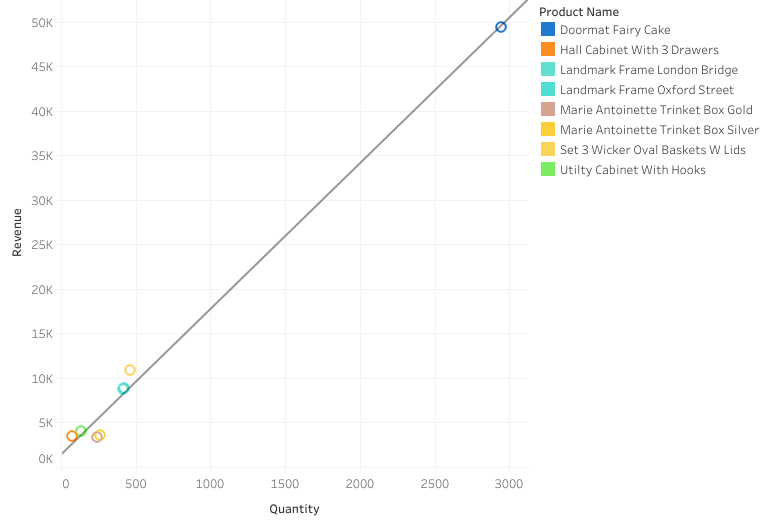 50K
45K
40K
35K
30K
25K
20K
15K
10K
5K
0K
Revenue
0 500 1000 1500 2000 2500 3000
Quantity
Product Name
Doormat Fairy Cake
Hall Cabinet With 3 Drawers
Landmark Frame London Bridge
Landmark Frame Oxford Street
Marie Antoinette Trinket Box Gold
Marie Antoinette Trinket Box Silver
Set 3 Wicker Oval Baskets W Lids
Utilty Cabinet With Hooks